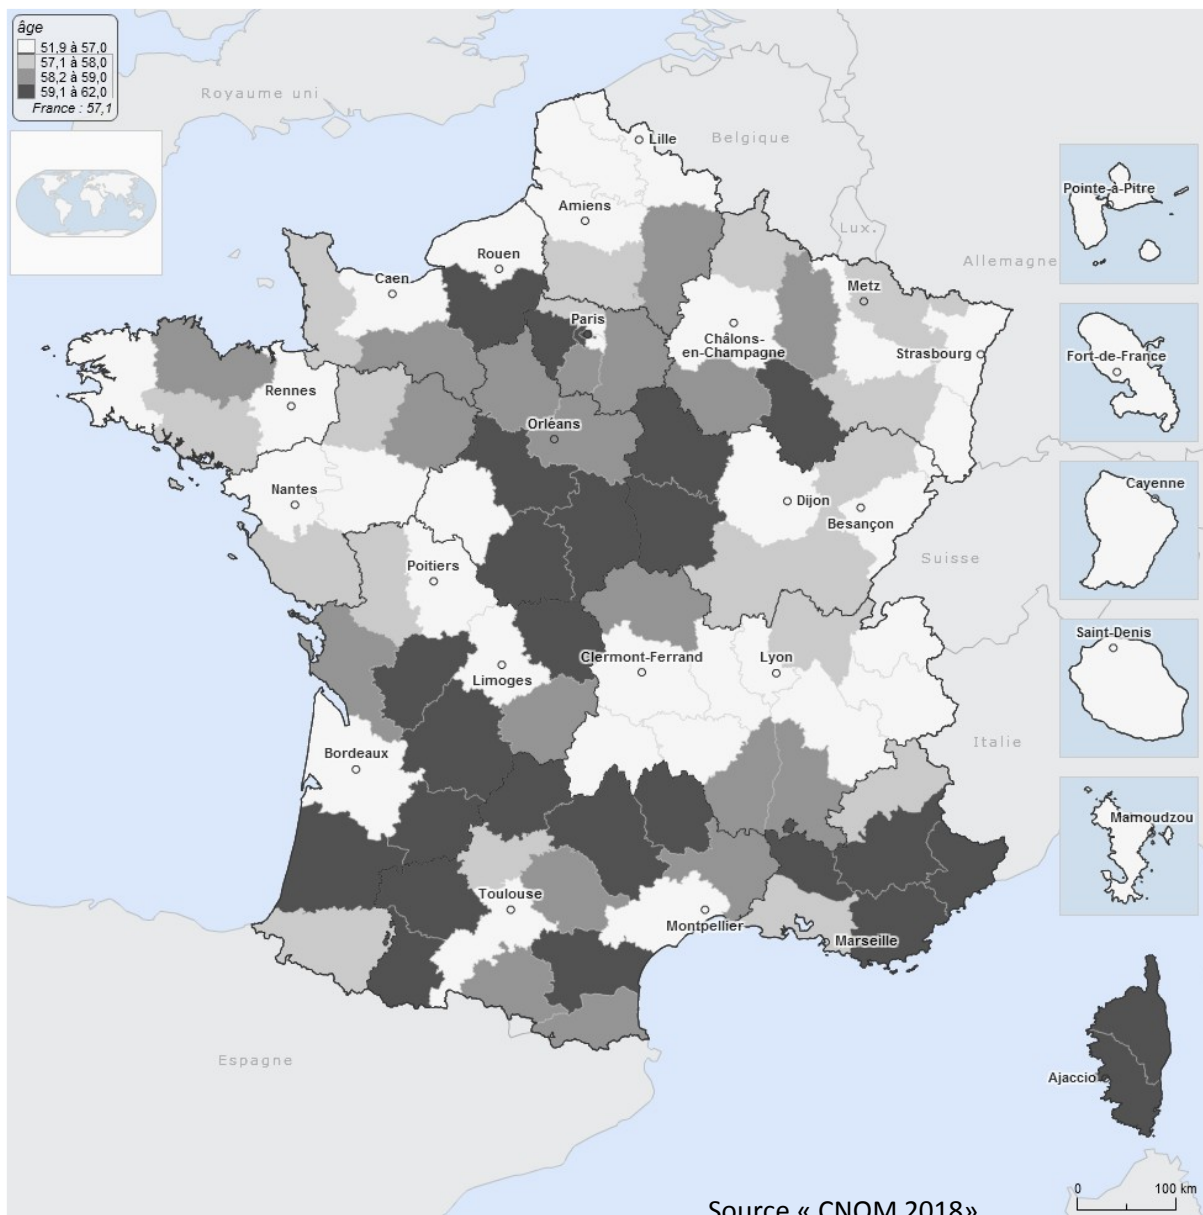 âge
51,9 à 57,0
57,1 à 58,0
58,2 à 59,0
59,1 à 62,0
France : 57,1
Royaume uni
Lille
Belgique
Pointe-à-Pitre
Amiens
Lux.
Rouen
Allemagne
Caen
Metz
Paris
Châlons-
en-Champagne
Strasbourg
Fort-de-France
Rennes
Orléans
Nantes
Dijon
Cayenne
Besançon
Suisse
Poitiers
Saint-Denis
Clermont-Ferrand
Lyon
Limoges
Italie
Bordeaux
Mamoudzou
Toulouse
Montpellier
Marseille
Espagne
Ajaccio
0 100 km
Source « CNOM 2018»